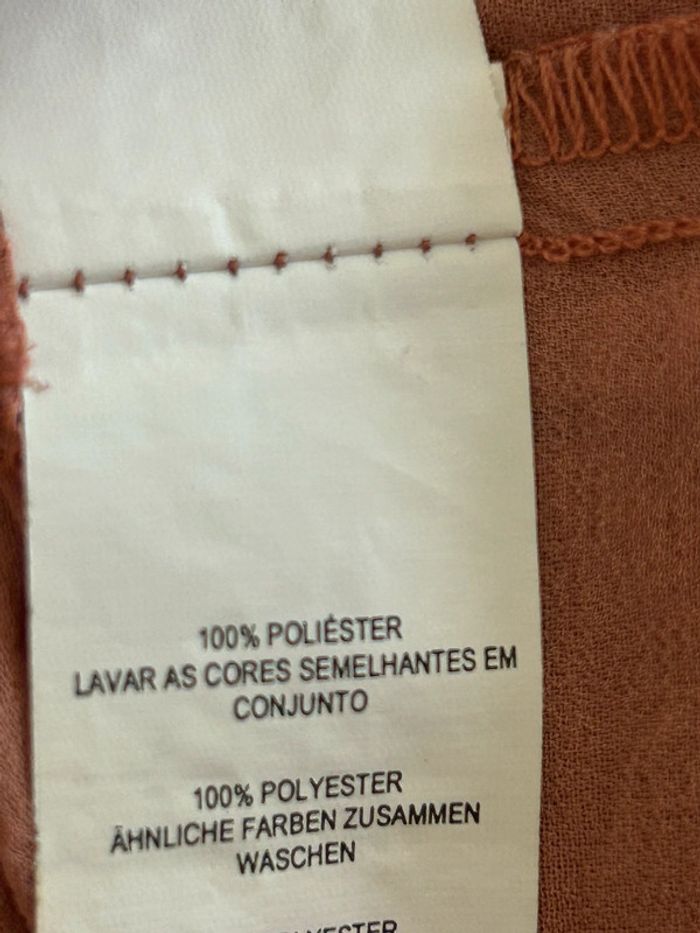 100% POLIÉSTER
LAVAR AS CORES SEMELHANTES EM
CONJUNTO
100% POLYESTER
ÄHNLICHE FARBEN ZUSAMMEN
WASCHEN